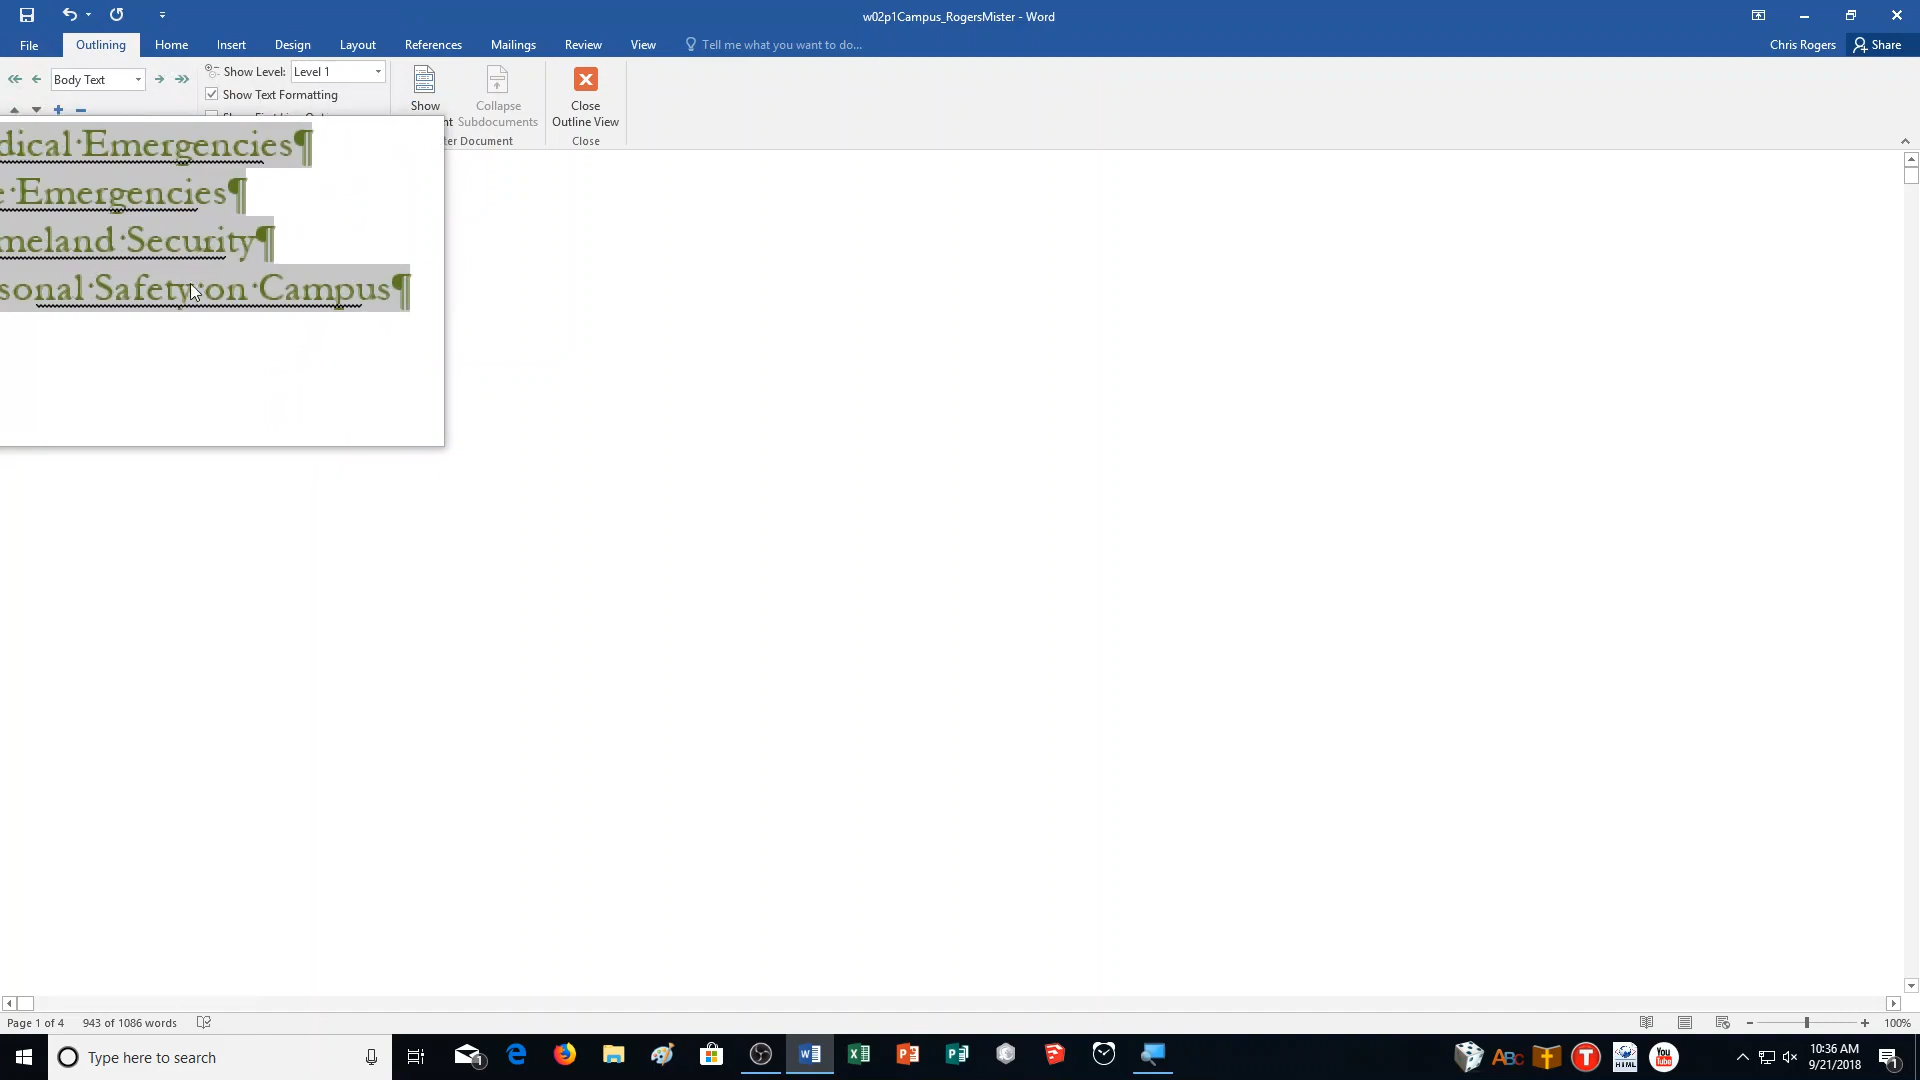 w02p1Campus_RogersMister - Word
File Outlining Home Insert Design Layout References Mailings Review View Tell me what you want to do... Chris Rogers Share
Body Text
Show Level: Level 1
Show Text Formatting
Show
Collapse
Subdocuments
Close
Outline View
Close
dical Emergencies¶
e Emergencies¶
meland Security¶
sonal Safety on Campus¶
Page 1 of 4 943 of 1086 words 100%
Type here to search
10:36 AM
9/21/2018